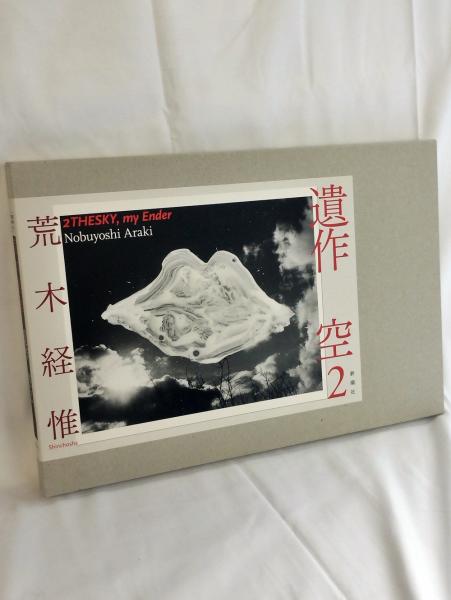 2THESKY, my Ender
Nobuyoshi Araki
遺作 空2
荒木経惟
新潮社
Shinchosha